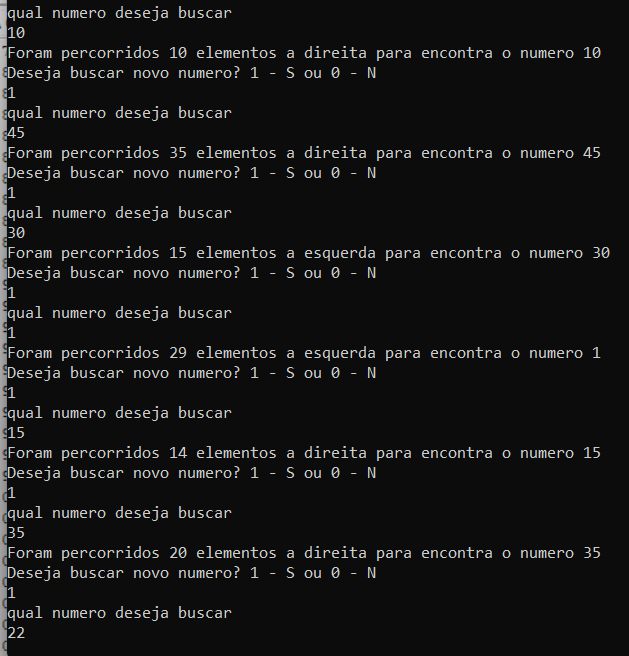 qual numero deseja buscar
10
Foram percorridos 10 elementos a direita para encontra o numero 10
Deseja buscar novo numero? 1 - S ou 0 - N
1
qual numero deseja buscar
45
Foram percorridos 35 elementos a direita para encontra o numero 45
Deseja buscar novo numero? 1 - S ou 0 - N
1
qual numero deseja buscar
30
Foram percorridos 15 elementos a esquerda para encontra o numero 30
Deseja buscar novo numero? 1 - S ou 0 - N
1
qual numero deseja buscar
1
Foram percorridos 29 elementos a esquerda para encontra o numero 1
Deseja buscar novo numero? 1 - S ou 0 - N
1
qual numero deseja buscar
15
Foram percorridos 14 elementos a direita para encontra o numero 15
Deseja buscar novo numero? 1 - S ou 0 - N
1
qual numero deseja buscar
35
Foram percorridos 20 elementos a direita para encontra o numero 35
Deseja buscar novo numero? 1 - S ou 0 - N
1
qual numero deseja buscar
22